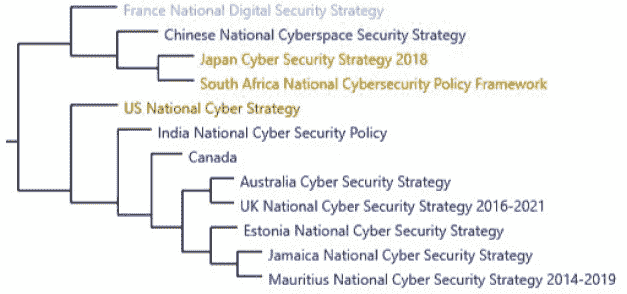 France National Digital Security Strategy
Chinese National Cyberspace Security Strategy
Japan Cyber Security Strategy 2018
South Africa National Cybersecurity Policy Framework
US National Cyber Strategy
India National Cyber Security Policy
Canada
Australia Cyber Security Strategy
UK National Cyber Security Strategy 2016-2021
Estonia National Cyber Security Strategy
Jamaica National Cyber Security Strategy
Mauritius National Cyber Security Strategy 2014-2019